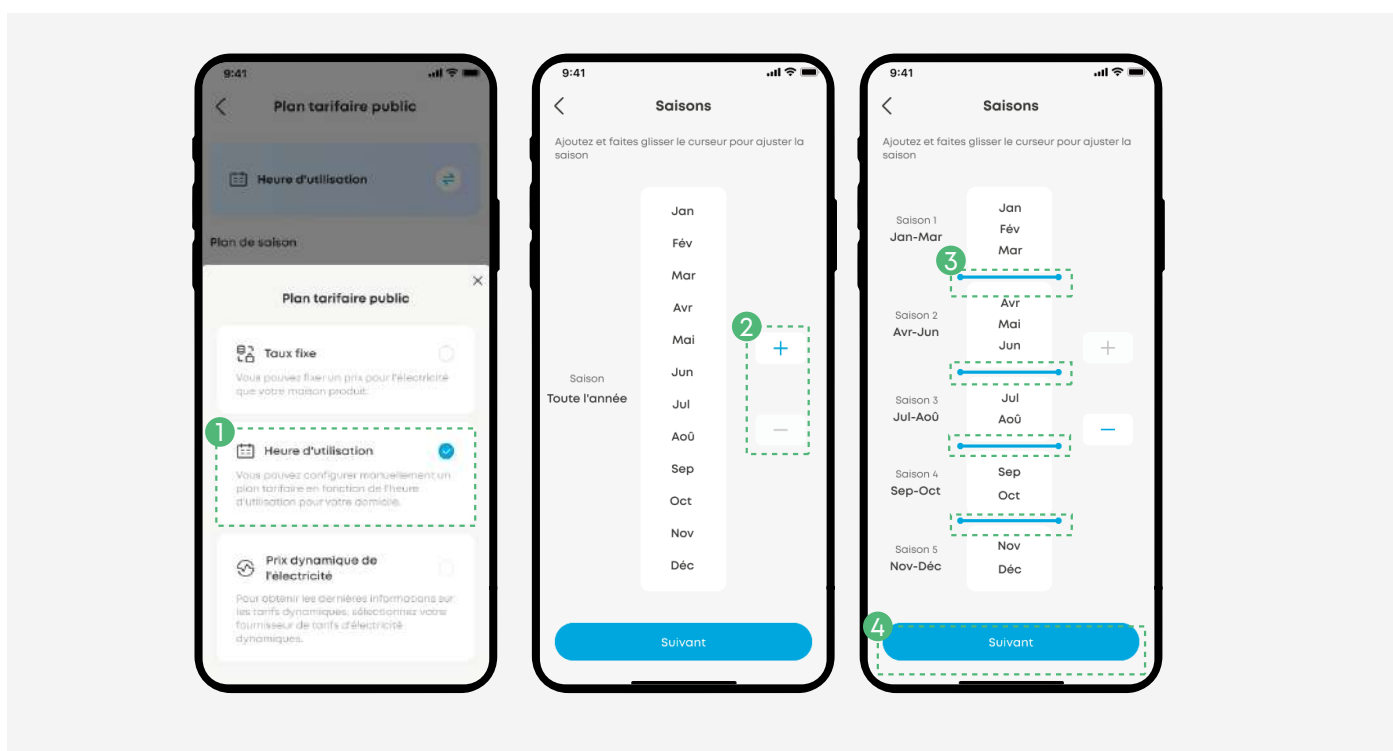 9:41
Plan tarifaire public
Heure d'utilisation
Plan de saison
Plan tarifaire public
Taux fixe
Vous pouvez fixer un prix pour l'électricité
que votre maison produit.
1
Heure d'utilisation
Vous pouvez configurer manuellement un
plan tarifaire en fonction de l'heure
d'utilisation pour votre domicile.
Prix dynamique de
l'électricité
Pour obtenir les dernières informations sur
les tarifs dynamiques, sélectionnez votre
fournisseur de tarifs d'électricité
dynamiques.
9:41
Saisons
Ajoutez et faites glisser le curseur pour ajuster la
saison
Jan
Fév
Mar
Avr
Mai
Jun
Jul
Aoû
Sep
Oct
Nov
Déc
Saison
Toute l'année
2
+
−
Suivant
9:41
Saisons
Ajoutez et faites glisser le curseur pour ajuster la
saison
Saison 1
Jan-Mar
Jan
Fév
Mar
3
Saison 2
Avr-Jun
Avr
Mai
Jun
+
Saison 3
Jul-Aoû
Jul
Aoû
−
Saison 4
Sep-Oct
Sep
Oct
Saison 5
Nov-Déc
Nov
Déc
4
Suivant